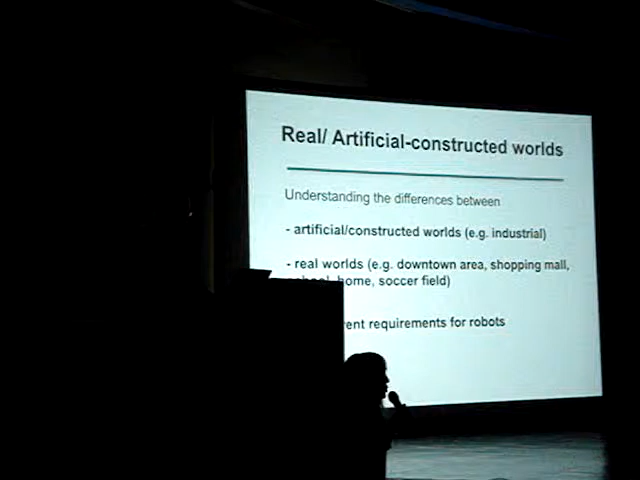 Real/ Artificial-constructed worlds
Understanding the differences between
- artificial/constructed worlds (e.g. industrial)
- real worlds (e.g. downtown area, shopping mall,
home, soccer field)
requirements for robots